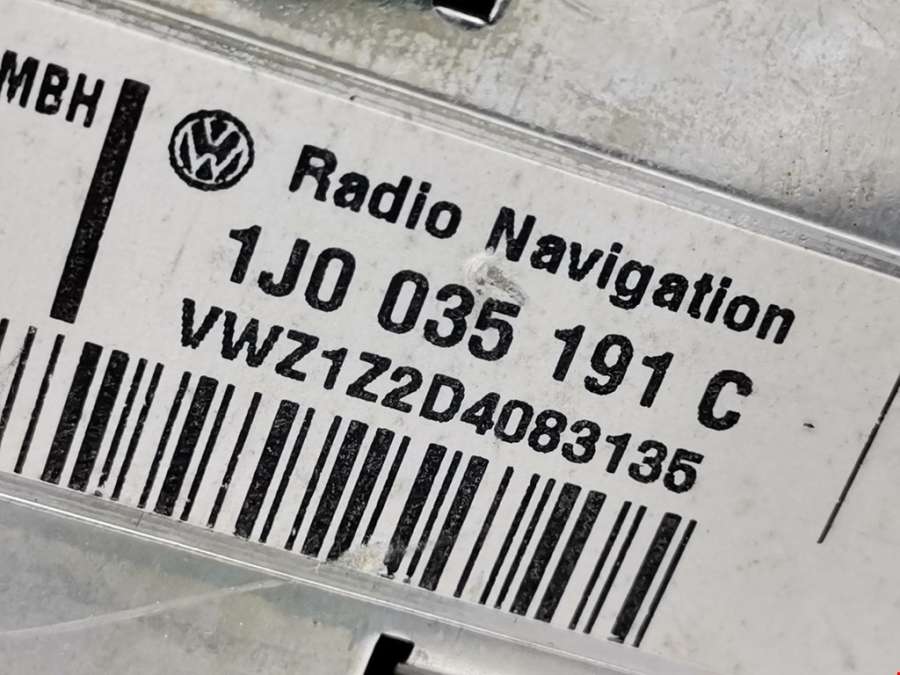 MBH
Radio Navigation
1J0 035 191 C
VWZ1Z2D4083135